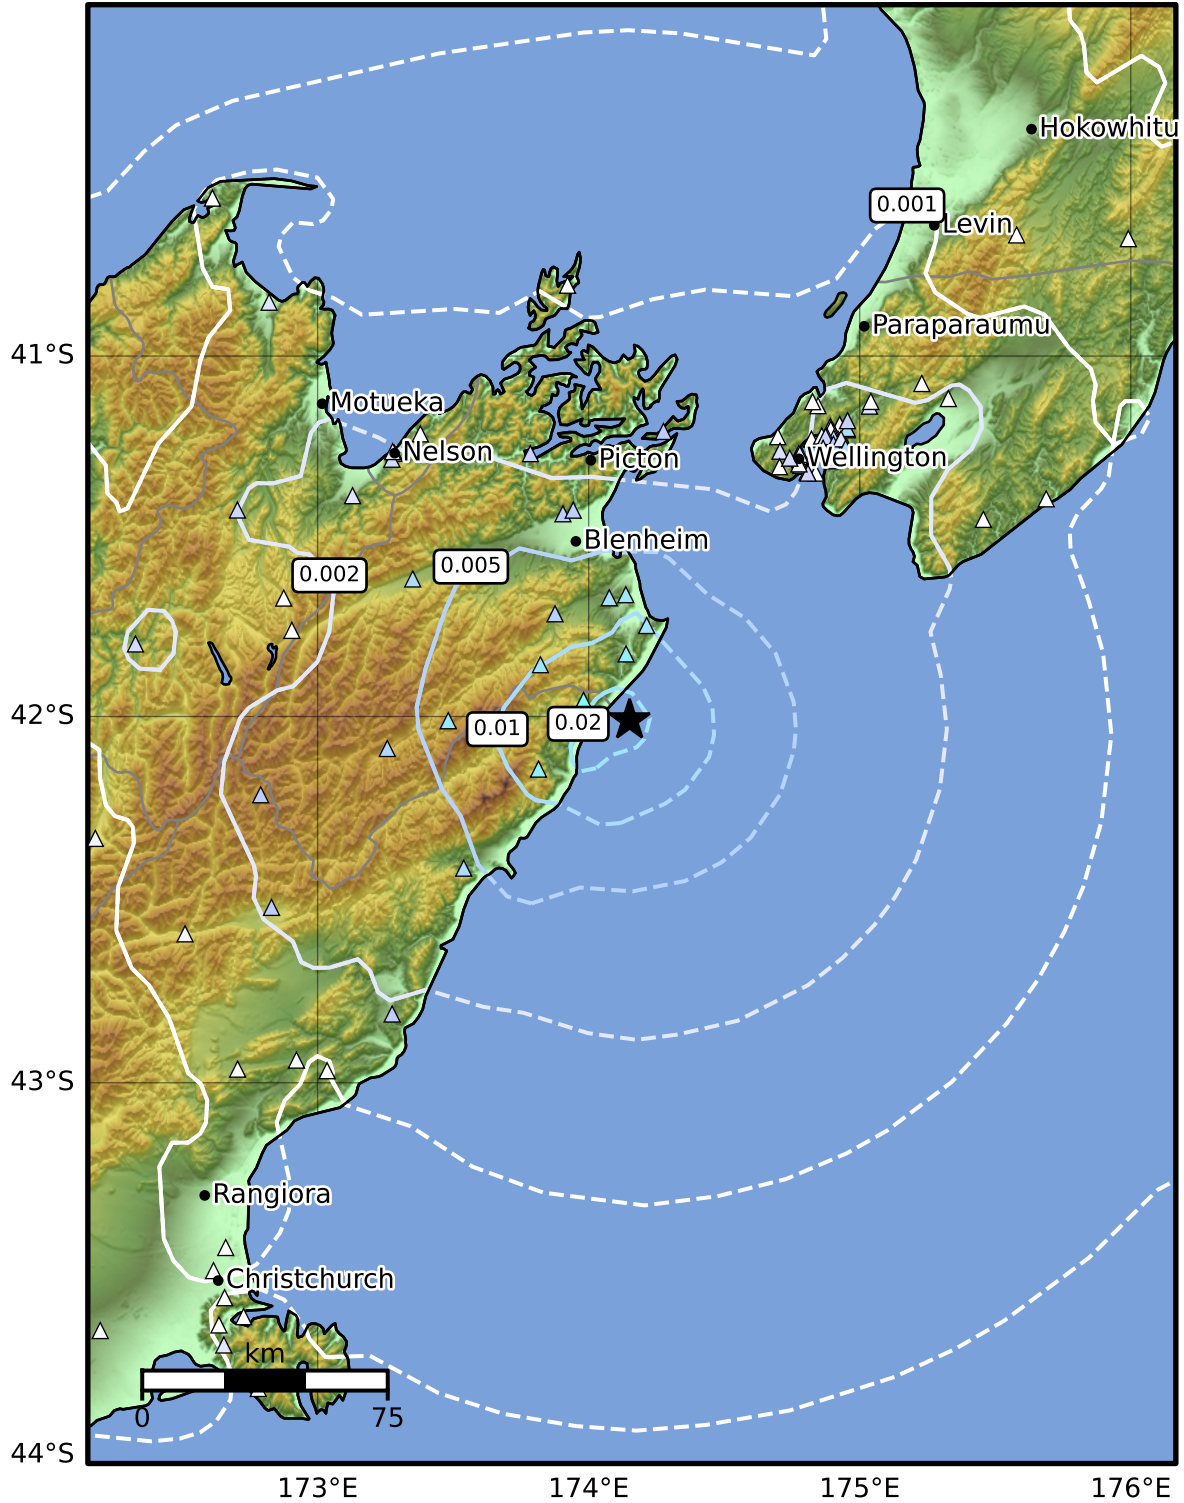 Hokowhitu
0.001
Levin
Paraparaumu
41°S
Motueka
Nelson
Picton
Wellington
Blenheim
0.002
0.005
42°S
0.01
0.02
43°S
Rangiora
Christchurch
km
0
75
44°S
173°E
174°E
175°E
176°E